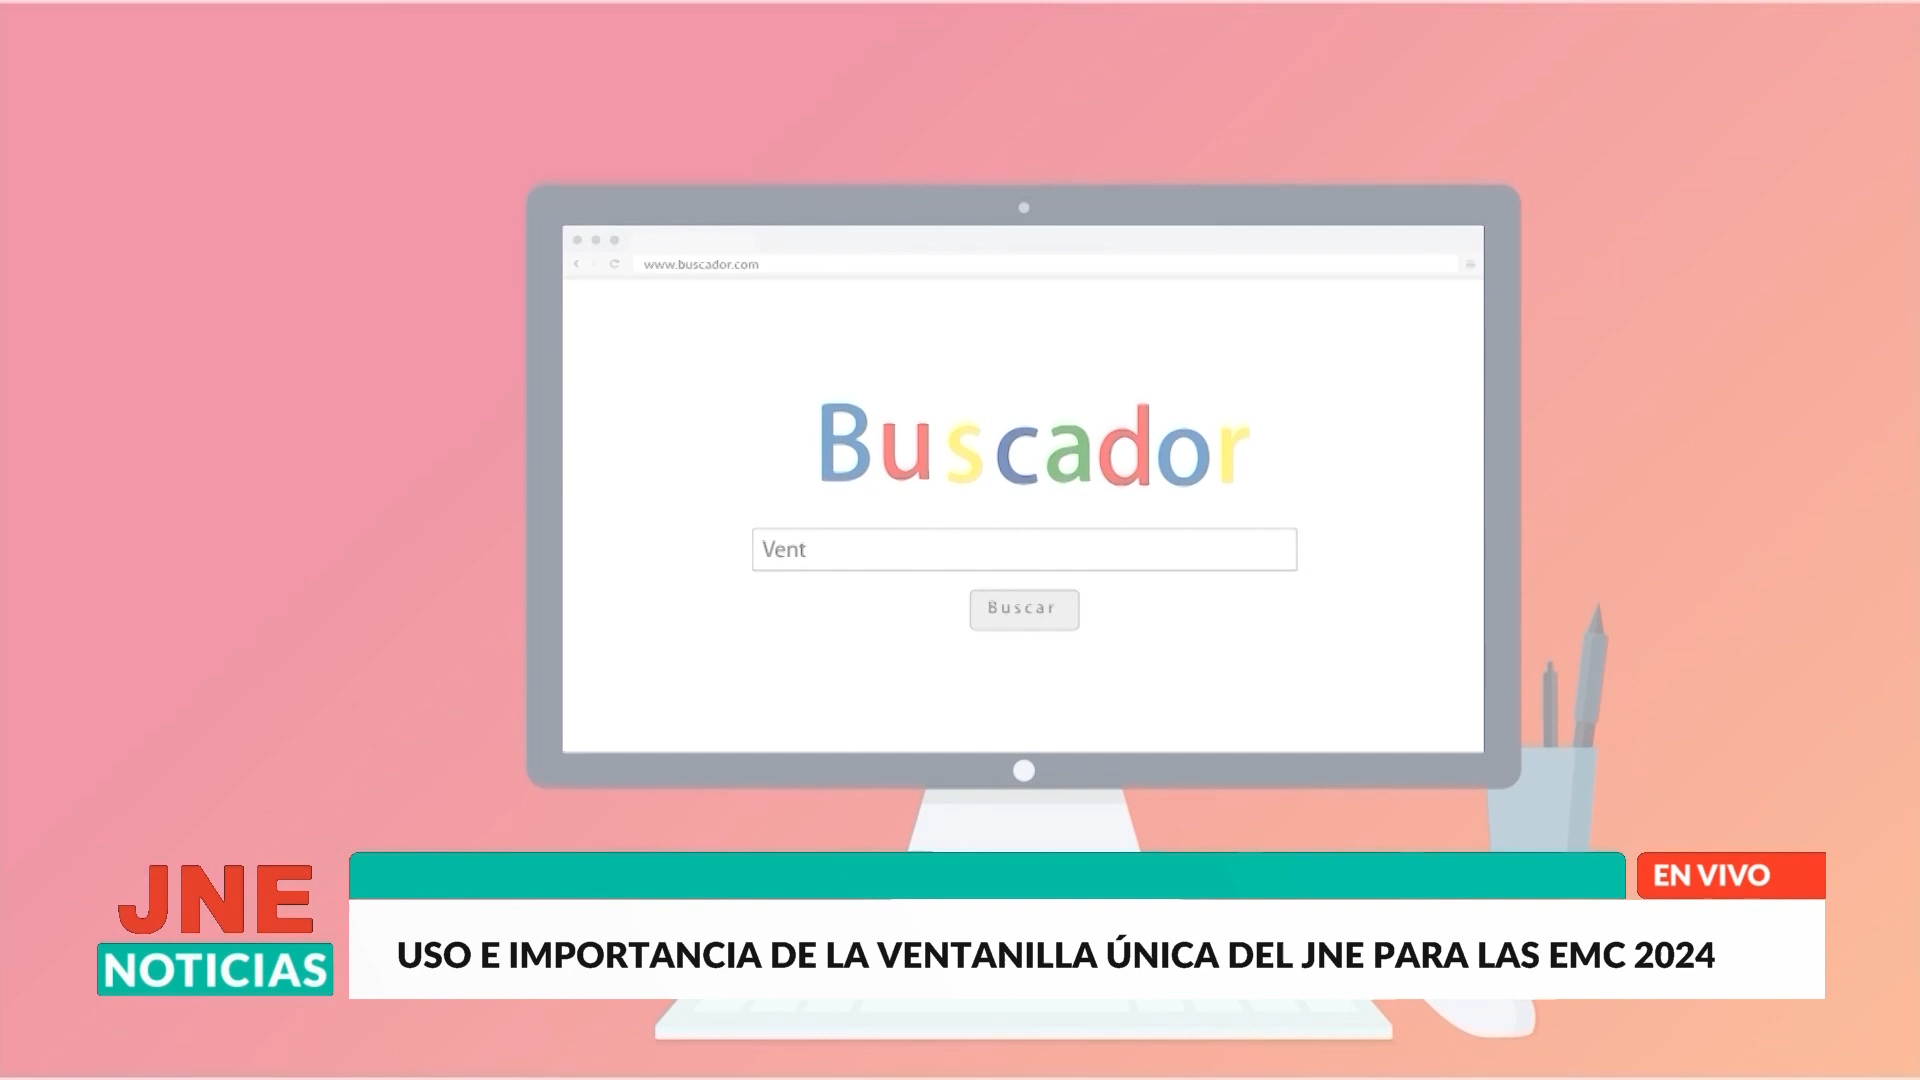 www.buscador.com
Buscador
Vent
Buscar
JNE
NOTICIAS
EN VIVO
USO E IMPORTANCIA DE LA VENTANILLA ÚNICA DEL JNE PARA LAS EMC 2024